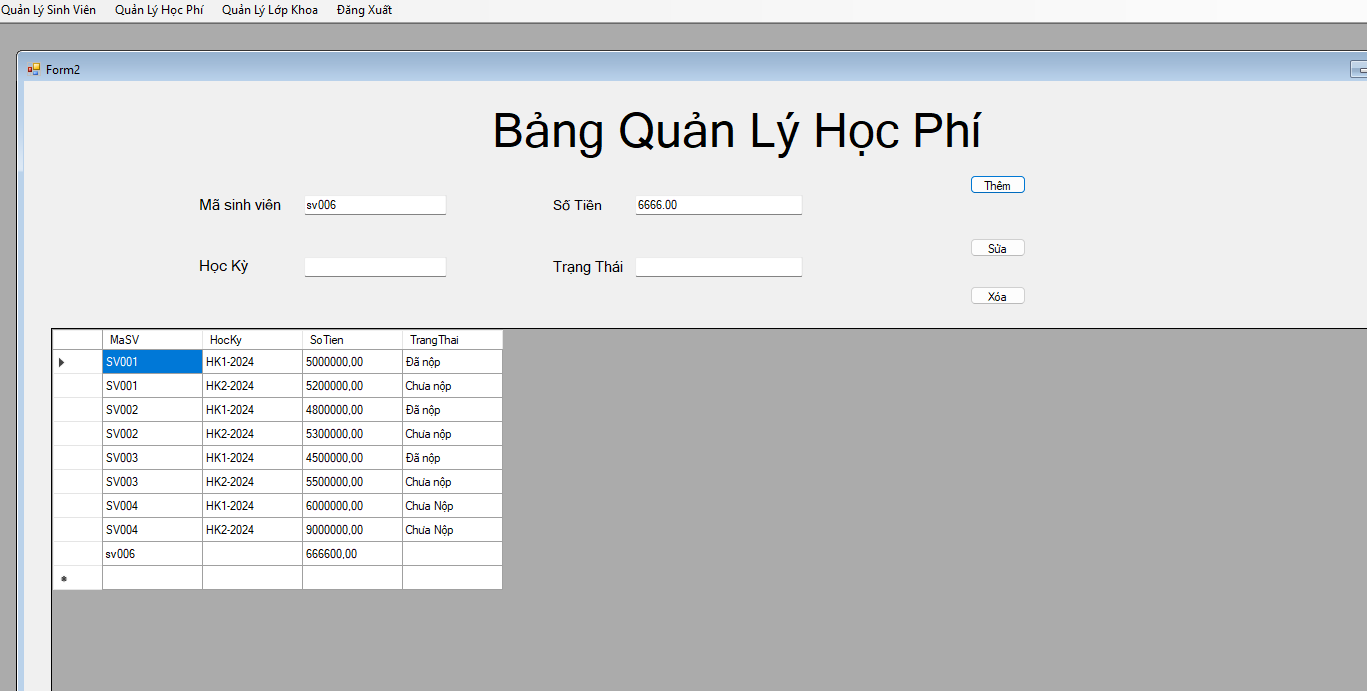 Quản Lý Sinh Viên Quản Lý Học Phí Quản Lý Lớp Khoa Đăng Xuất
Form2
Bảng Quản Lý Học Phí
Thêm
Mã sinh viên sv006 Số Tiền 6666.00
Sửa
Học Kỳ Trạng Thái
Xóa
MaSV HocKy SoTien TrangThai
SV001 HK1-2024 5000000,00 Đã nộp
SV001 HK2-2024 5200000,00 Chưa nộp
SV002 HK1-2024 4800000,00 Đã nộp
SV002 HK2-2024 5300000,00 Chưa nộp
SV003 HK1-2024 4500000,00 Đã nộp
SV003 HK2-2024 5500000,00 Chưa nộp
SV004 HK1-2024 6000000,00 Chưa Nộp
SV004 HK2-2024 9000000,00 Chưa Nộp
sv006 666600,00